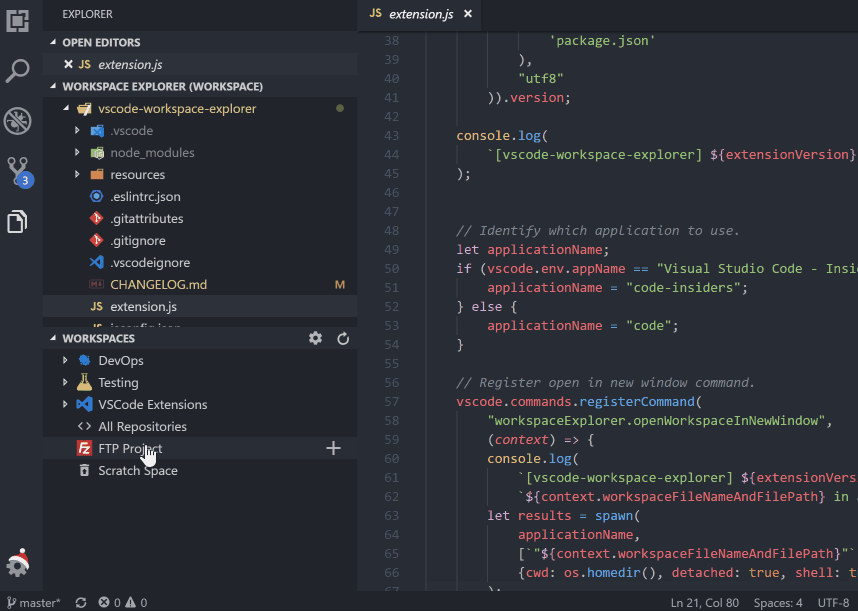 EXPLORER
OPEN EDITORS
JS extension.js
WORKSPACE EXPLORER (WORKSPACE)
vscode-workspace-explorer
.vscode
node_modules
resources
.eslintrc.json
.gitattributes
.gitignore
.vscodeignore
CHANGELOG.md M
JS extension.js
WORKSPACES
DevOps
Testing
VSCode Extensions
All Repositories
FTP Project
Scratch Space
3
JS extension.js
38 'package.json'
39 ),
40 "utf8"
41 )).version;
42
43 console.log(
44 `[vscode-workspace-explorer] ${extensionVersion}
45 );
46
47
48 // Identify which application to use.
49 let applicationName;
50 if (vscode.env.appName == "Visual Studio Code - Insi
51 applicationName = "code-insiders";
52 } else {
53 applicationName = "code";
54 }
55
56 // Register open in new window command.
57 vscode.commands.registerCommand(
58 "workspaceExplorer.openWorkspaceInNewWindow",
59 (context) => {
60 console.log(
61 `[vscode-workspace-explorer] ${extensionVers
62 `${context.workspaceFileNameAndFilePath} in
63 let results = spawn(
64 applicationName,
65 [`"${context.workspaceFileNameAndFilePath}"`
66 {cwd: os.homedir(), detached: true, shell: t
67
master* 0 0 Ln 21, Col 80 Spaces: 4 UTF-8